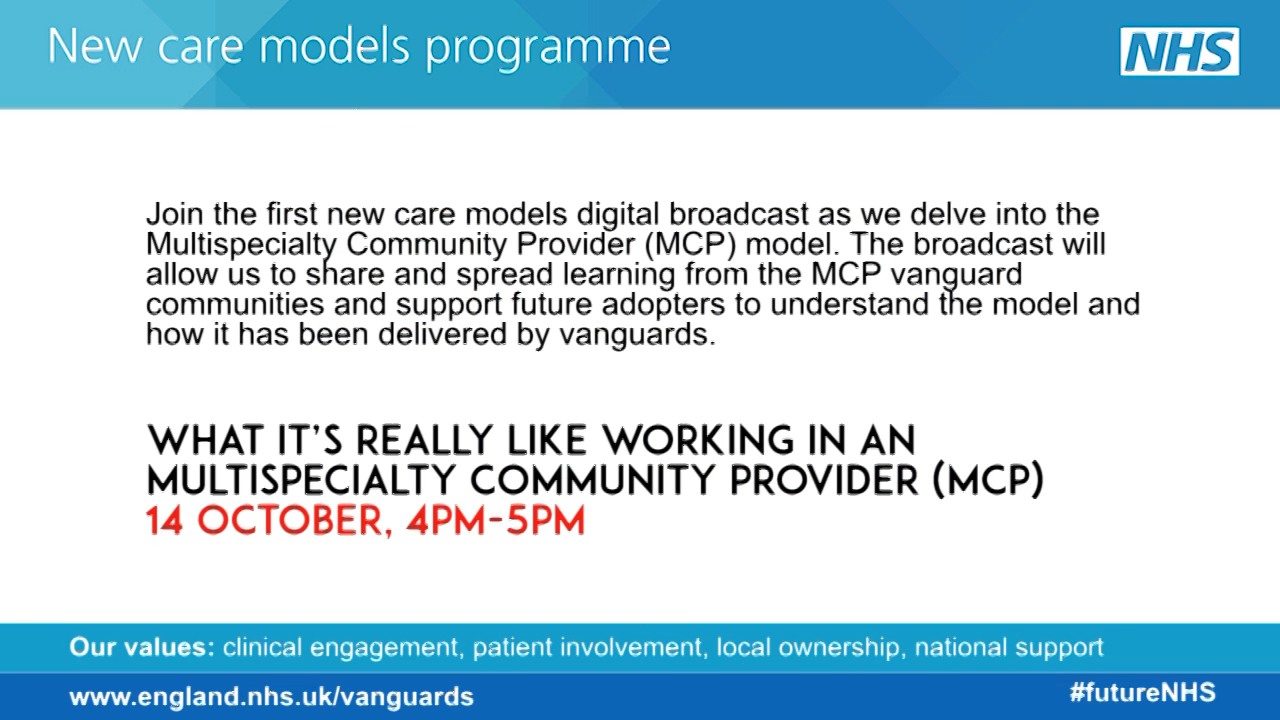 New care models programme
NHS
Join the first new care models digital broadcast as we delve into the
Multispecialty Community Provider (MCP) model. The broadcast will
allow us to share and spread learning from the MCP vanguard
communities and support future adopters to understand the model and
how it has been delivered by vanguards.
WHAT IT'S REALLY LIKE WORKING IN AN
MULTISPECIALTY COMMUNITY PROVIDER (MCP)
14 OCTOBER, 4PM-5PM
Our values: clinical engagement, patient involvement, local ownership, national support
www.england.nhs.uk/vanguards
#futureNHS